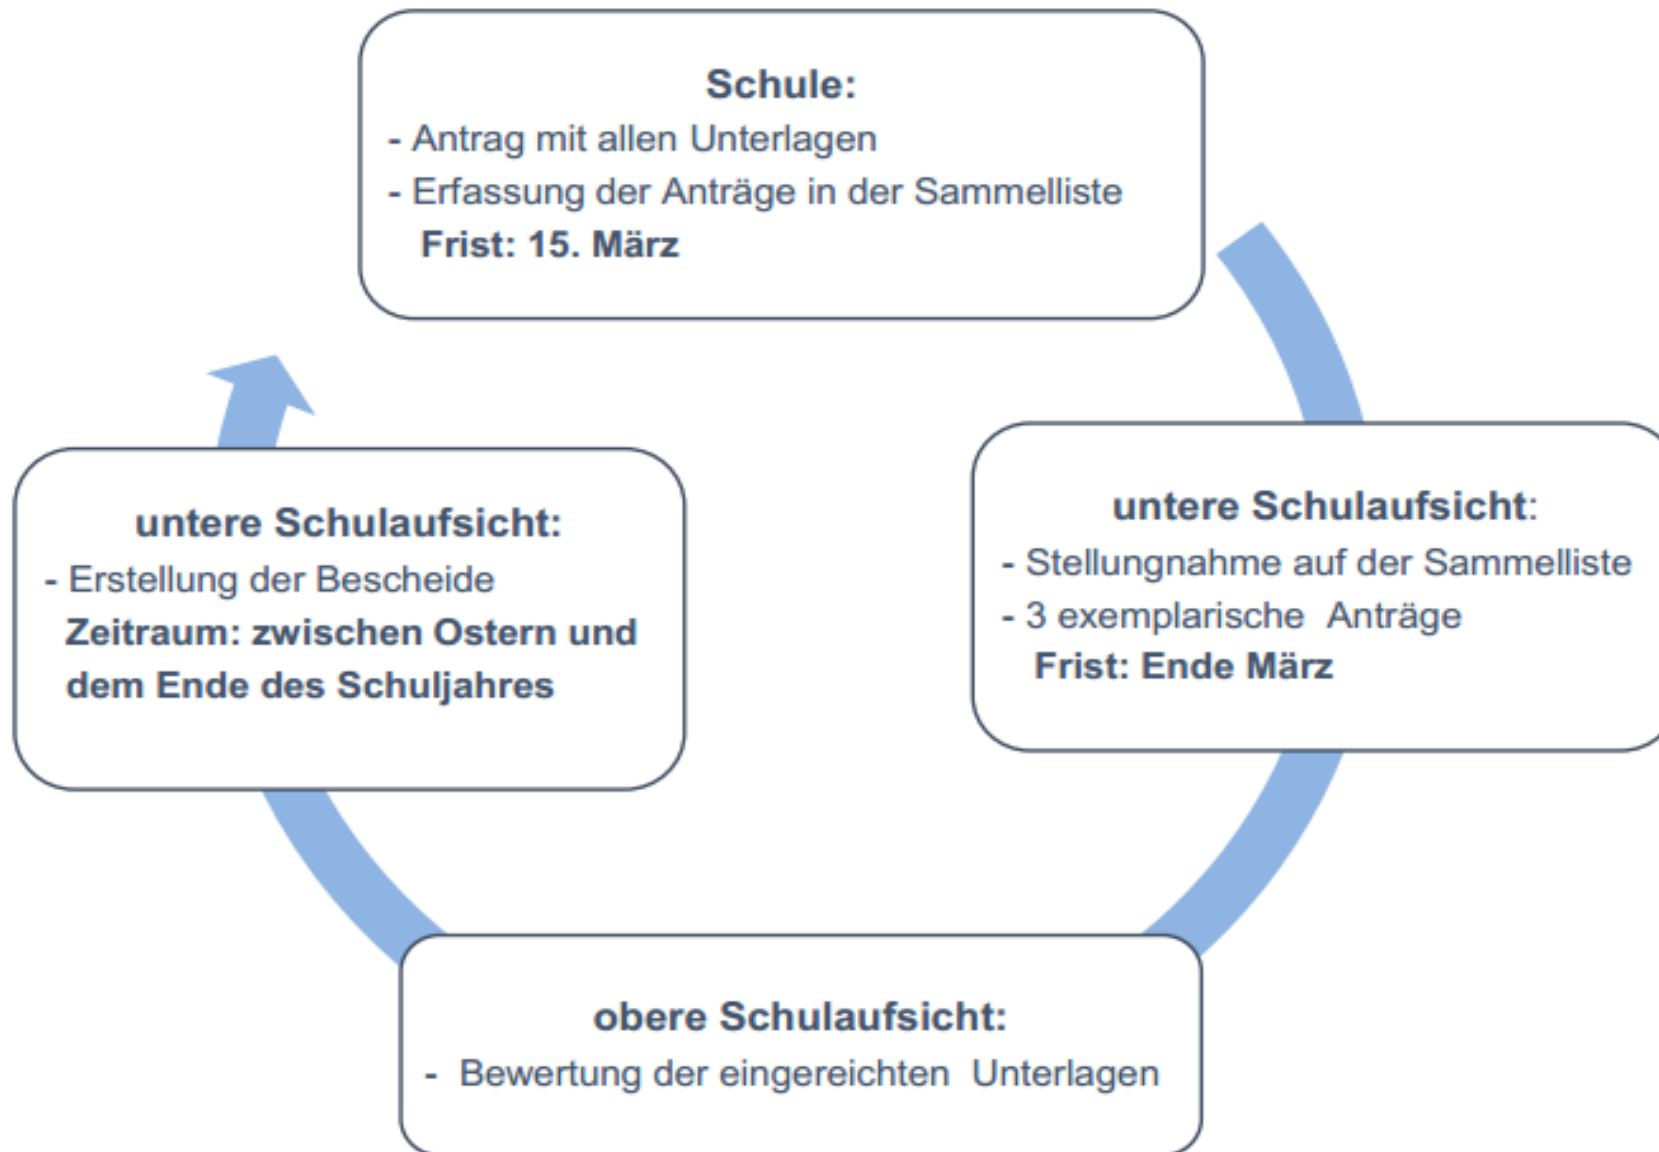 Schule:
- Antrag mit allen Unterlagen
- Erfassung der Anträge in der Sammelliste
Frist: 15. März
untere Schulaufsicht:
- Stellungnahme auf der Sammelliste
- 3 exemplarische Anträge
Frist: Ende März
obere Schulaufsicht:
- Bewertung der eingereichten Unterlagen
untere Schulaufsicht:
- Erstellung der Bescheide
Zeitraum: zwischen Ostern und
dem Ende des Schuljahres